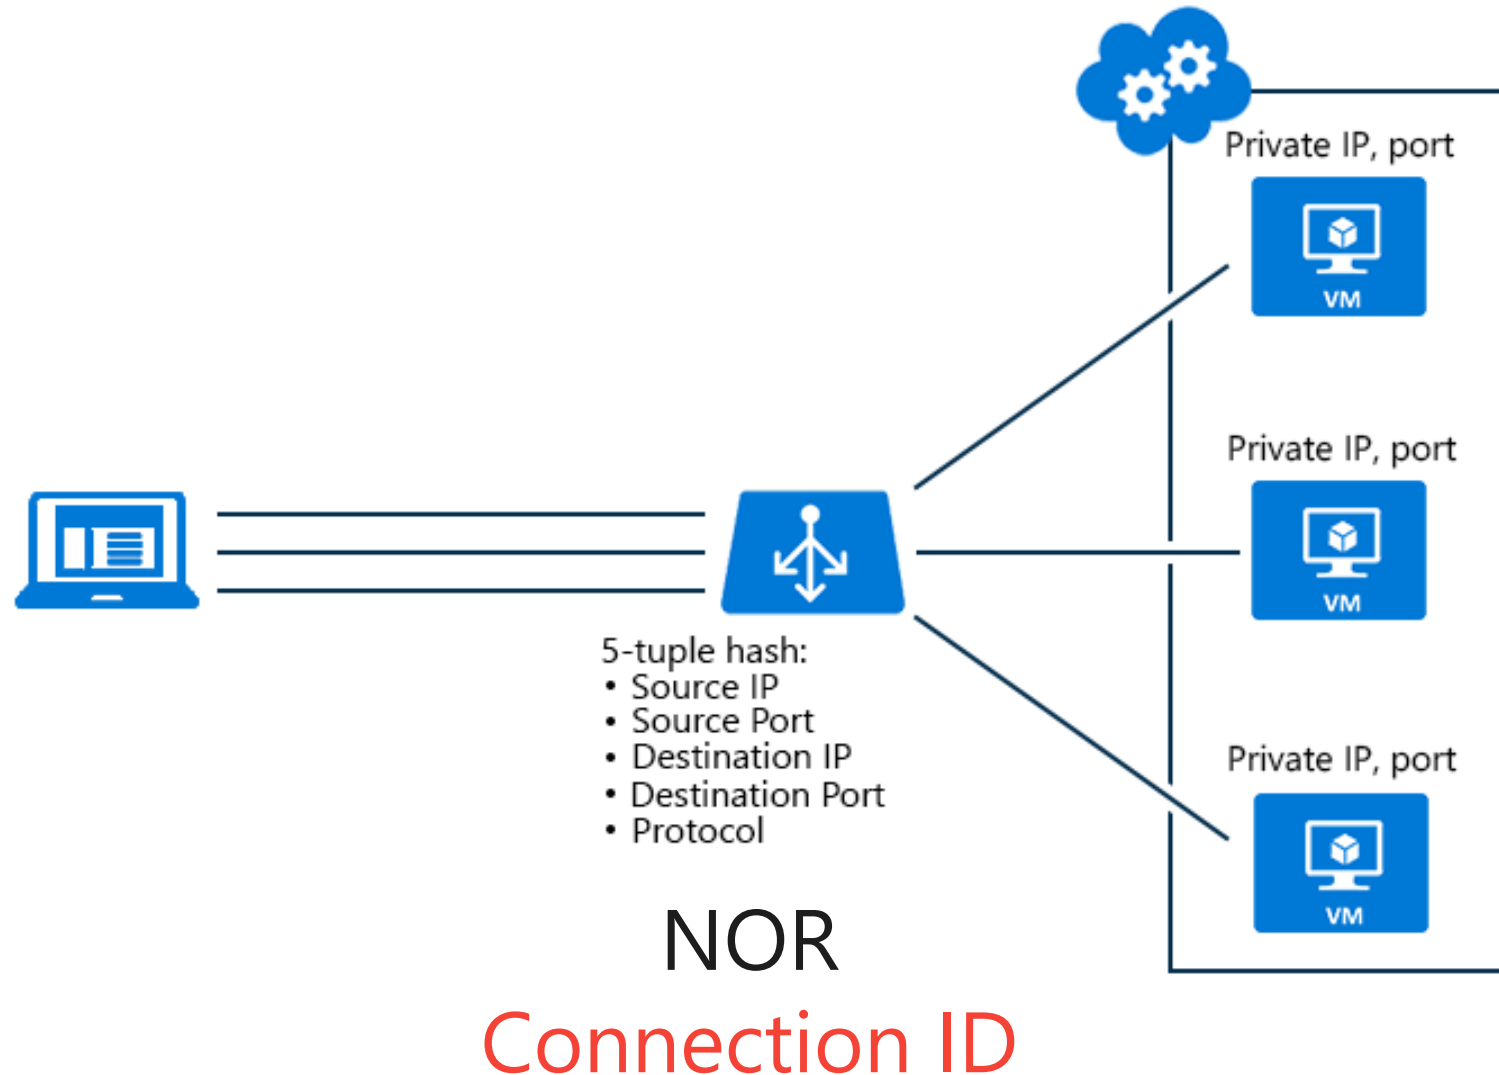 Private IP, port
VM
Private IP, port
VM
5-tuple hash:
• Source IP
• Source Port
• Destination IP
• Destination Port
• Protocol
Private IP, port
VM
NOR
Connection ID